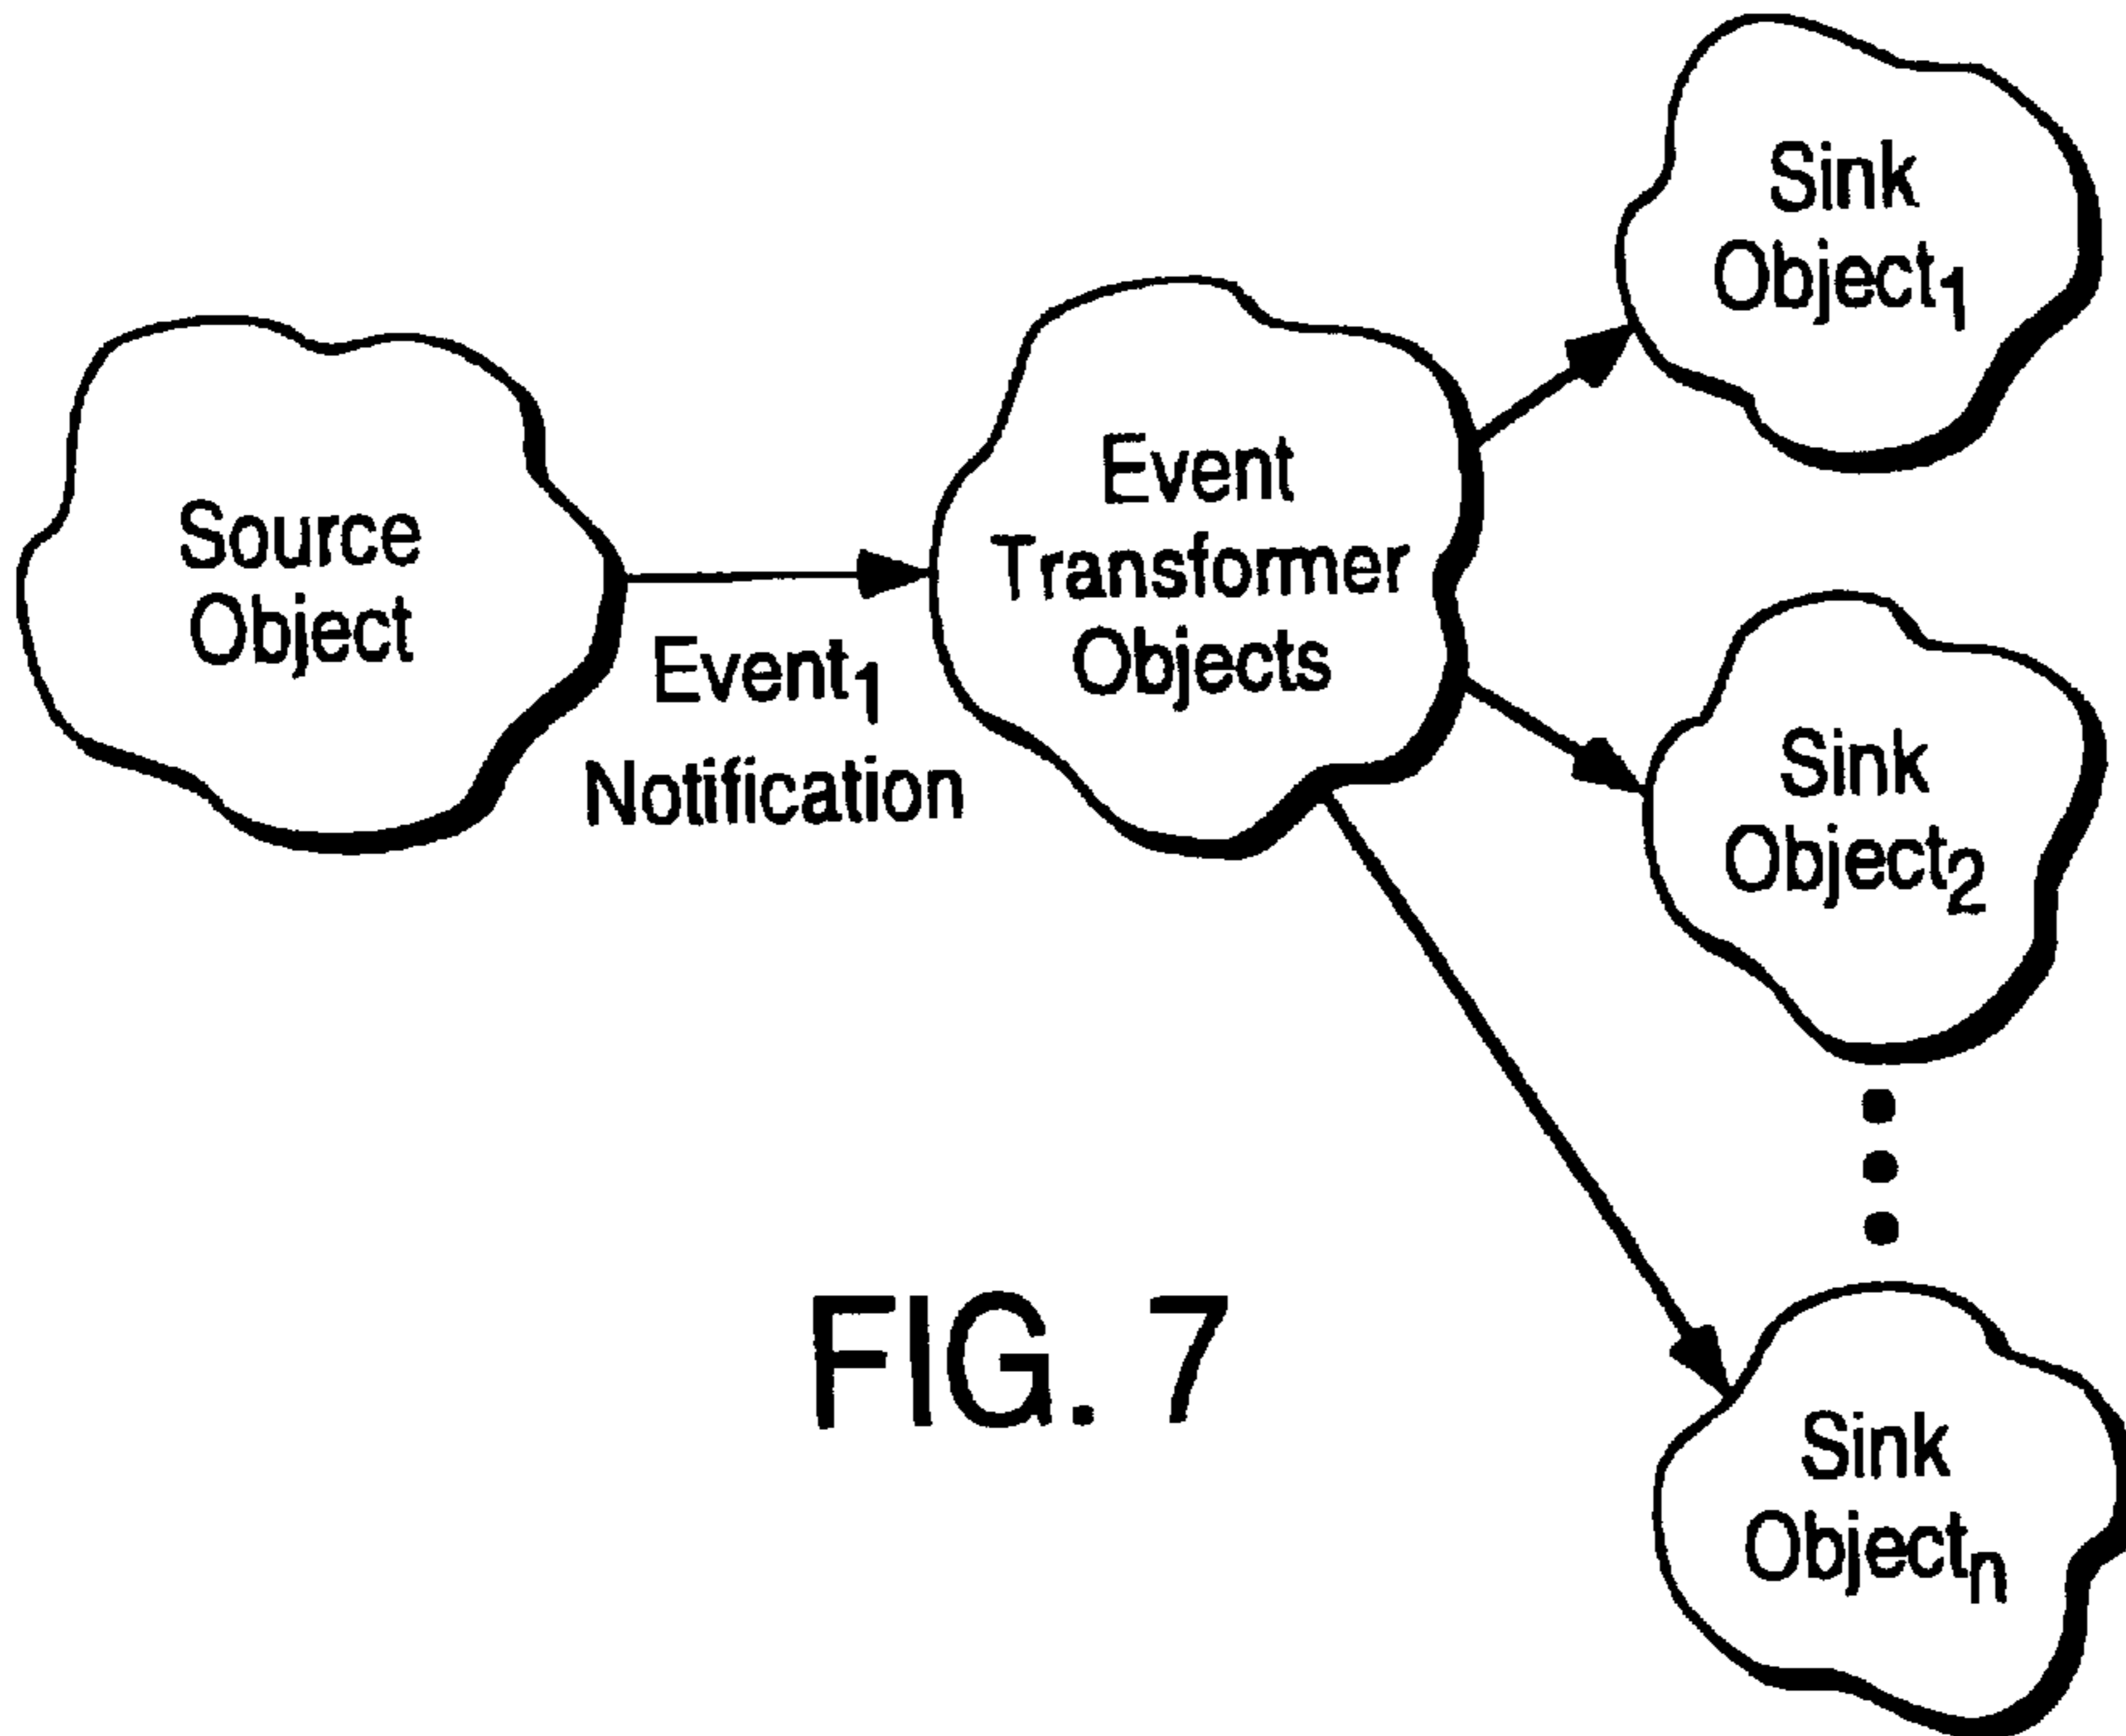 Source
Object
Event₁
Notification
Event
Transformer
Objects
Sink
Object₁
Sink
Object₂
Sink
Objectₙ
FIG. 7